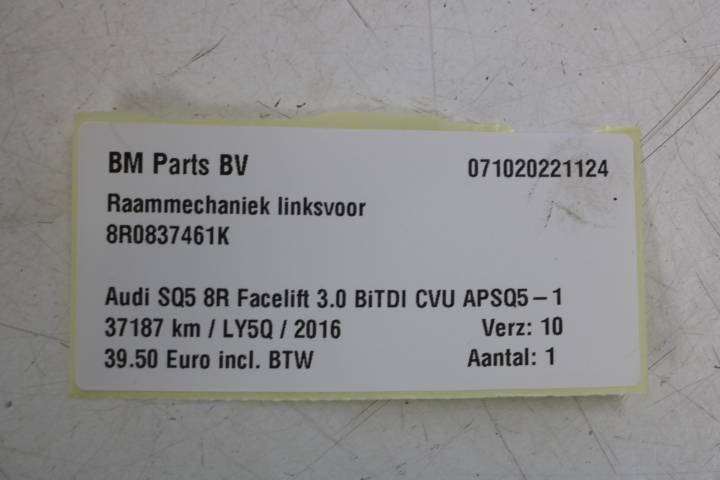 BM Parts BV 071020221124
Raammechaniek linksvoor
8R0837461K
Audi SQ5 8R Facelift 3.0 BiTDI CVU APSQ5-1
37187 km / LY5Q / 2016 Verz: 10
39.50 Euro incl. BTW Aantal: 1